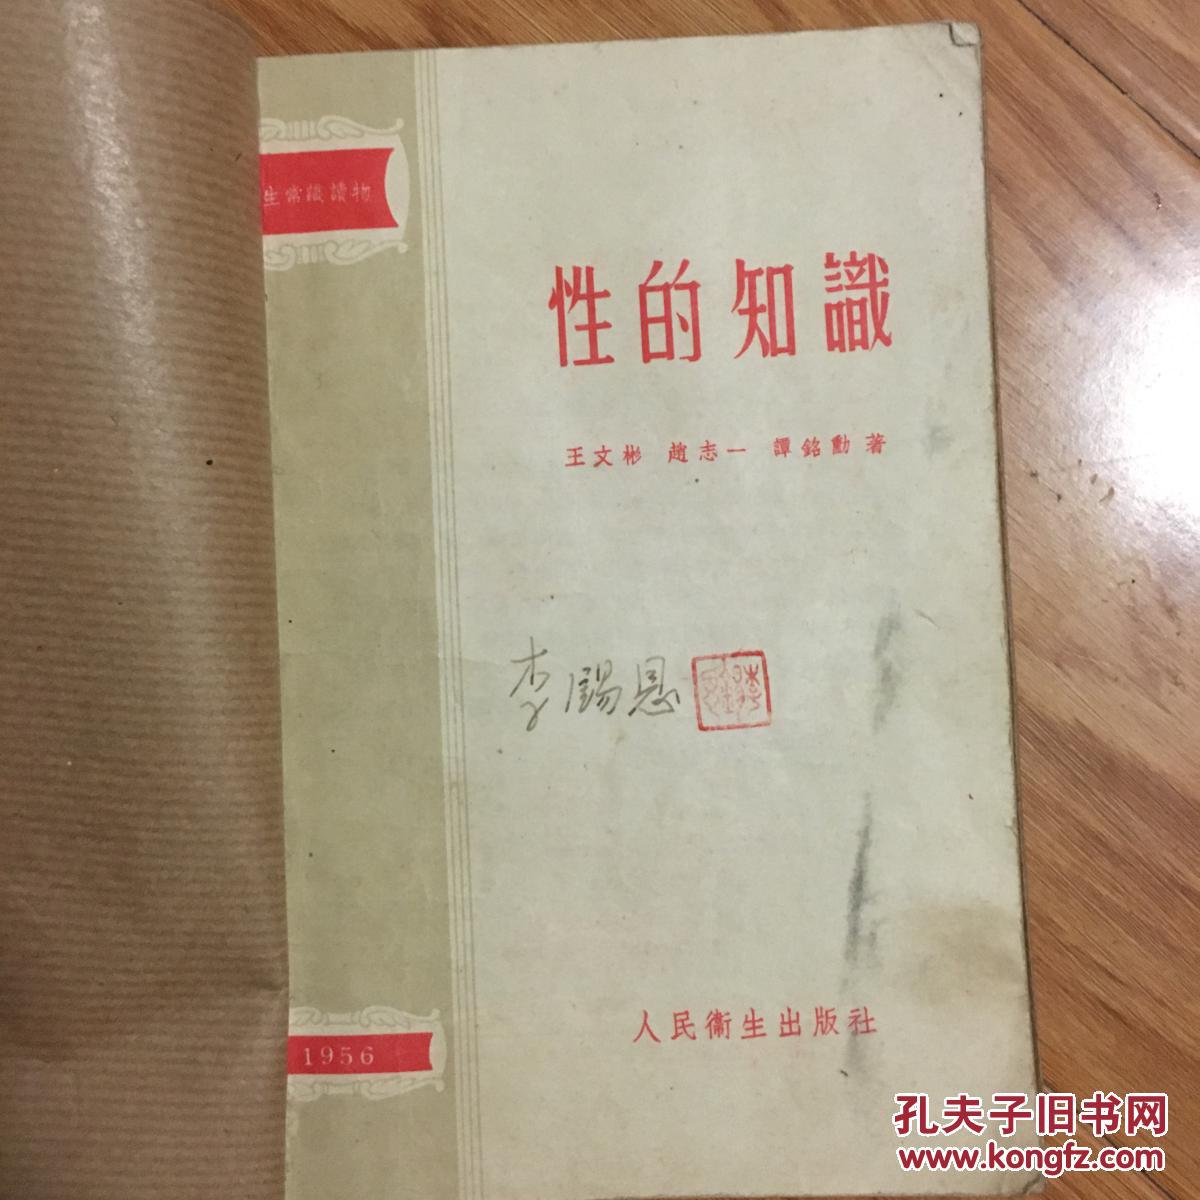 生常識讀物
性的知識
王文彬 趙志一 譚銘勳 著
李錫恩
人民衛生出版社
1956
孔夫子旧书网
www.kongfz.com